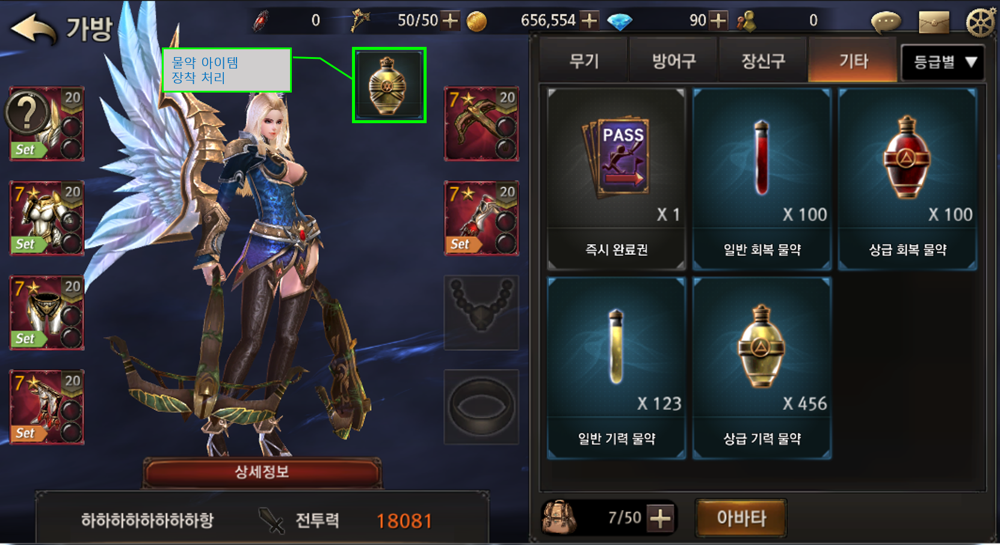 가방
0
50/50
656,554
90
0
물약 아이템
장착 처리
무기
방어구
장신구
기타
등급별
?
20
Set
7
20
Set
7
20
Set
7
20
Set
7
20
7
20
Set
PASS
X 1
즉시 완료권
X 100
일반 회복 물약
X 100
상급 회복 물약
X 123
일반 기력 물약
X 456
상급 기력 물약
상세정보
하하하하하하하하항
전투력
18081
7/50
아바타